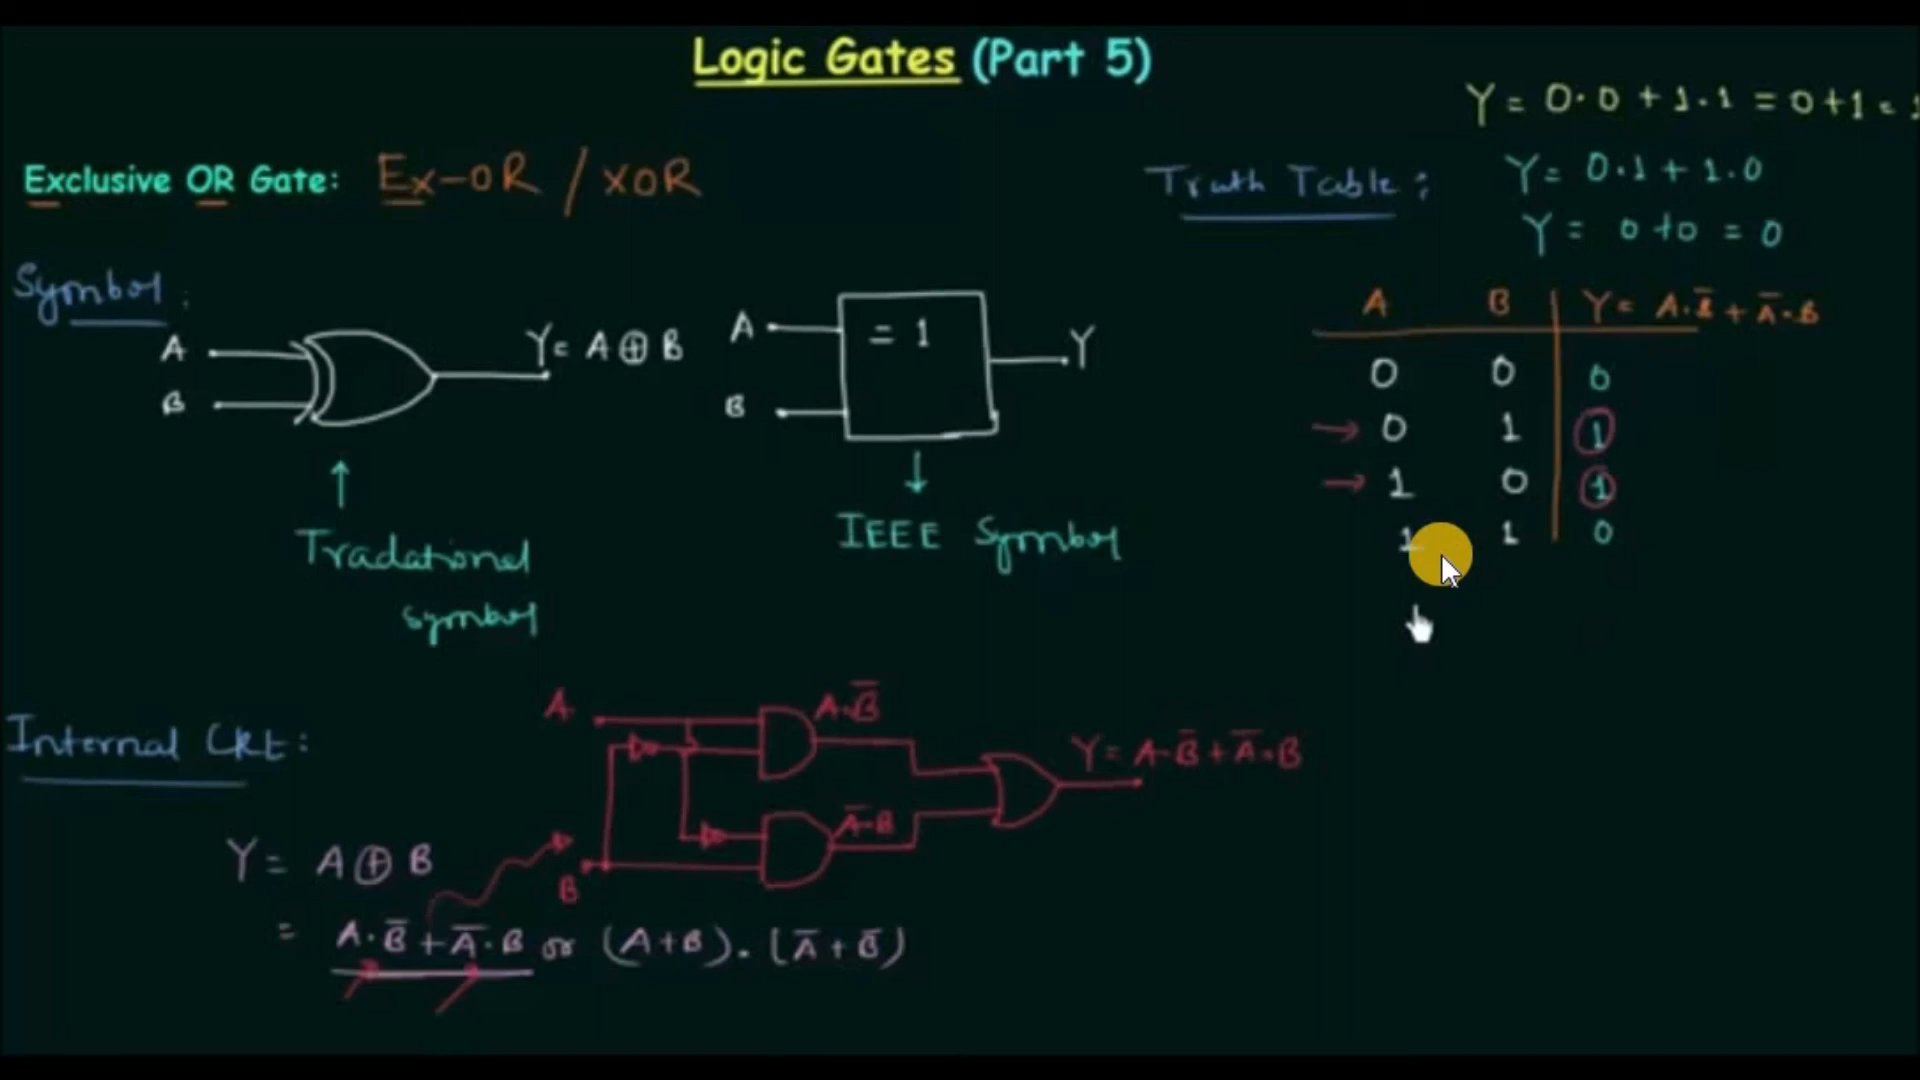 Logic Gates (Part 5)
Y = 0·0 + 1·1 = 0+1 = 1
Exclusive OR Gate: Ex-OR / XOR
Truth Table:
Y = 0·1 + 1·0
Y = 0+0 = 0
Symbol:
A
B
Y= A ⊕ B
A
B
= 1
Y
Tradational
symbol
IEEE Symbol
A B Y= A·B̅ + A̅·B
0 0 0
→ 0 1 1
→ 1 0 1
1 1 0
Internal Ckt:
A
B
A·B̅
A̅·B
Y= A·B̅ + A̅·B
Y= A ⊕ B
= A·B̅ + A̅·B or (A+B)·(A̅+B̅)